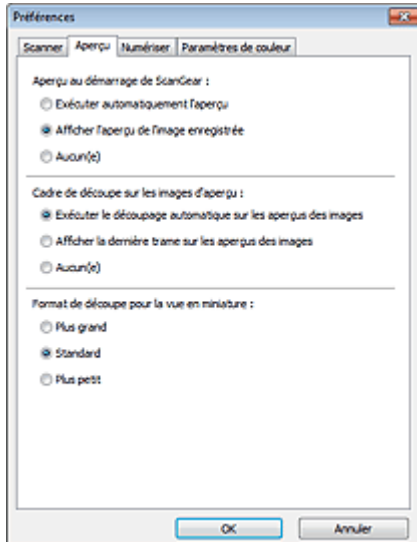 Préférences
Scanner Aperçu Numériser Paramètres de couleur
Aperçu au démarrage de ScanGear :
Exécuter automatiquement l'aperçu
Afficher l'aperçu de l'image enregistrée
Aucun(e)
Cadre de découpe sur les images d'aperçu :
Exécuter le découpage automatique sur les aperçus des images
Afficher la dernière trame sur les aperçus des images
Aucun(e)
Format de découpe pour la vue en miniature :
Plus grand
Standard
Plus petit
OK Annuler